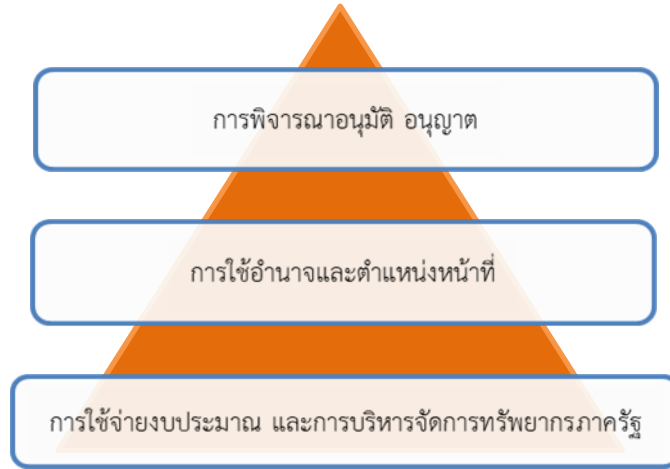 การพิจารณาอนุมัติ อนุญาต
การใช้อำนาจและตำแหน่งหน้าที่
การใช้จ่ายงบประมาณ และการบริหารจัดการทรัพยากรภาครัฐ